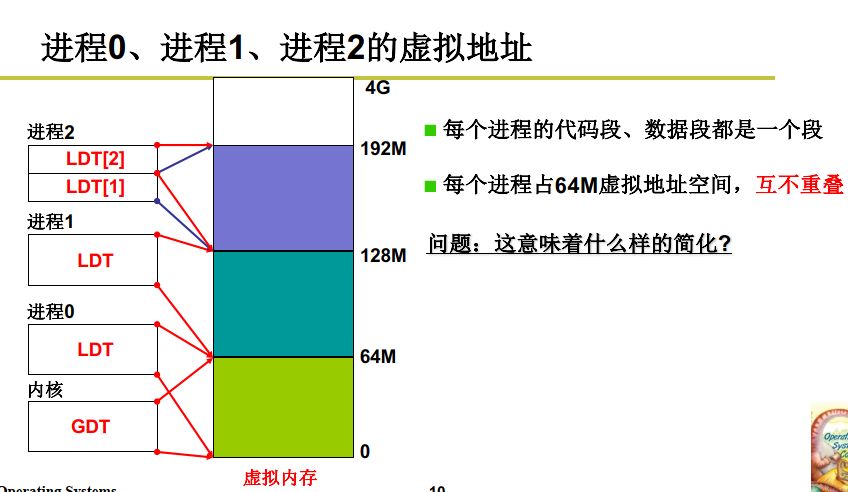 进程0、进程1、进程2的虚拟地址
4G
进程2
LDT[2]
LDT[1]
192M
进程1
LDT
128M
进程0
LDT
64M
内核
GDT
0
虚拟内存
■ 每个进程的代码段、数据段都是一个段
■ 每个进程占64M虚拟地址空间，互不重叠
问题：这意味着什么样的简化?
Operating Systems
10